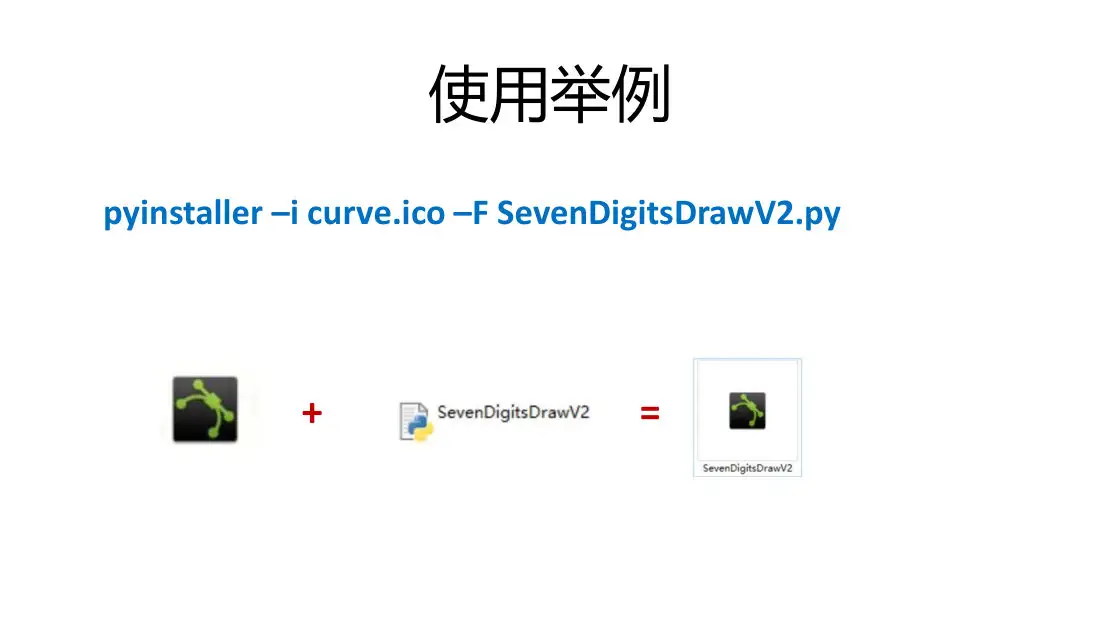 使用举例
pyinstaller –i curve.ico –F SevenDigitsDrawV2.py
+ SevenDigitsDrawV2 =
SevenDigitsDrawV2